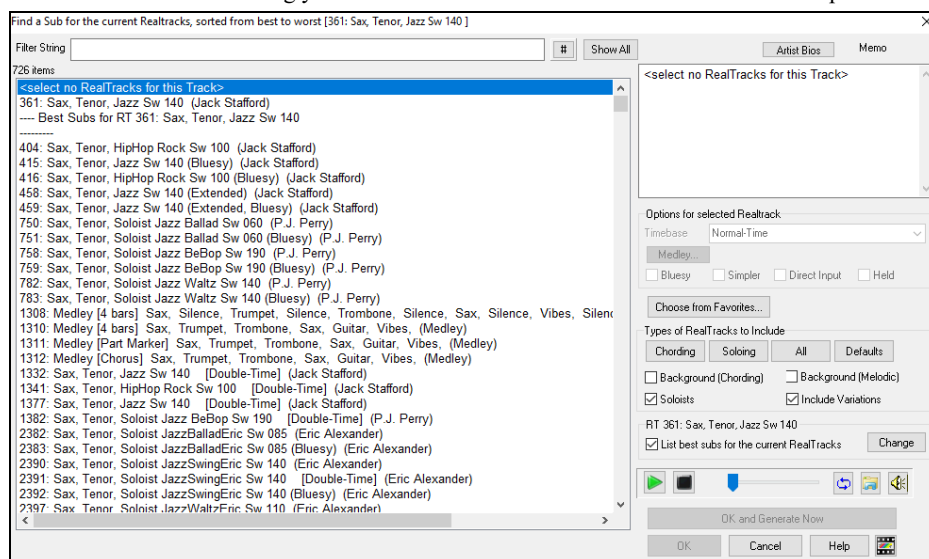 Find a Sub for the current Realtracks, sorted from best to worst [361: Sax, Tenor, Jazz Sw 140 ]
Filter String
#
Show All
Artist Bios
Memo
726 items
<select no RealTracks for this Track>
361: Sax, Tenor, Jazz Sw 140 (Jack Stafford)
---- Best Subs for RT 361: Sax, Tenor, Jazz Sw 140
---------
404: Sax, Tenor, HipHop Rock Sw 100 (Jack Stafford)
415: Sax, Tenor, Jazz Sw 140 (Bluesy) (Jack Stafford)
416: Sax, Tenor, HipHop Rock Sw 100 (Bluesy) (Jack Stafford)
458: Sax, Tenor, Jazz Sw 140 (Extended) (Jack Stafford)
459: Sax, Tenor, Jazz Sw 140 (Extended, Bluesy) (Jack Stafford)
750: Sax, Tenor, Soloist Jazz Ballad Sw 060 (P.J. Perry)
751: Sax, Tenor, Soloist Jazz Ballad Sw 060 (Bluesy) (P.J. Perry)
758: Sax, Tenor, Soloist Jazz BeBop Sw 190 (P.J. Perry)
759: Sax, Tenor, Soloist Jazz BeBop Sw 190 (Bluesy) (P.J. Perry)
782: Sax, Tenor, Soloist Jazz Waltz Sw 140 (P.J. Perry)
783: Sax, Tenor, Soloist Jazz Waltz Sw 140 (Bluesy) (P.J. Perry)
1308: Medley [4 bars] Sax, Silence, Trumpet, Silence, Trombone, Silence, Sax, Silence, Vibes, Silenc
1310: Medley [4 bars] Sax, Trumpet, Trombone, Sax, Guitar, Vibes, (Medley)
1311: Medley [Part Marker] Sax, Trumpet, Trombone, Sax, Guitar, Vibes, (Medley)
1312: Medley [Chorus] Sax, Trumpet, Trombone, Sax, Guitar, Vibes, (Medley)
1332: Sax, Tenor, Jazz Sw 140 [Double-Time] (Jack Stafford)
1341: Sax, Tenor, HipHop Rock Sw 100 [Double-Time] (Jack Stafford)
1377: Sax, Tenor, Jazz Sw 140 [Double-Time] (Jack Stafford)
1382: Sax, Tenor, Soloist Jazz BeBop Sw 190 [Double-Time] (P.J. Perry)
2382: Sax, Tenor, Soloist JazzBalladEric Sw 085 (Eric Alexander)
2383: Sax, Tenor, Soloist JazzBalladEric Sw 085 (Bluesy) (Eric Alexander)
2390: Sax, Tenor, Soloist JazzSwingEric Sw 140 (Eric Alexander)
2391: Sax, Tenor, Soloist JazzSwingEric Sw 140 [Double-Time] (Eric Alexander)
2392: Sax, Tenor, Soloist JazzSwingEric Sw 140 (Bluesy) (Eric Alexander)
2397: Sax, Tenor, Soloist JazzWaltzEric Sw 110 (Eric Alexander)
<select no RealTracks for this Track>
Options for selected Realtrack
Timebase
Normal-Time
Medley...
Bluesy
Simpler
Direct Input
Held
Choose from Favorites...
Types of RealTracks to Include
Chording
Soloing
All
Defaults
Background (Chording)
Background (Melodic)
Soloists
Include Variations
RT 361: Sax, Tenor, Jazz Sw 140
List best subs for the current RealTracks
Change
OK and Generate Now
OK
Cancel
Help